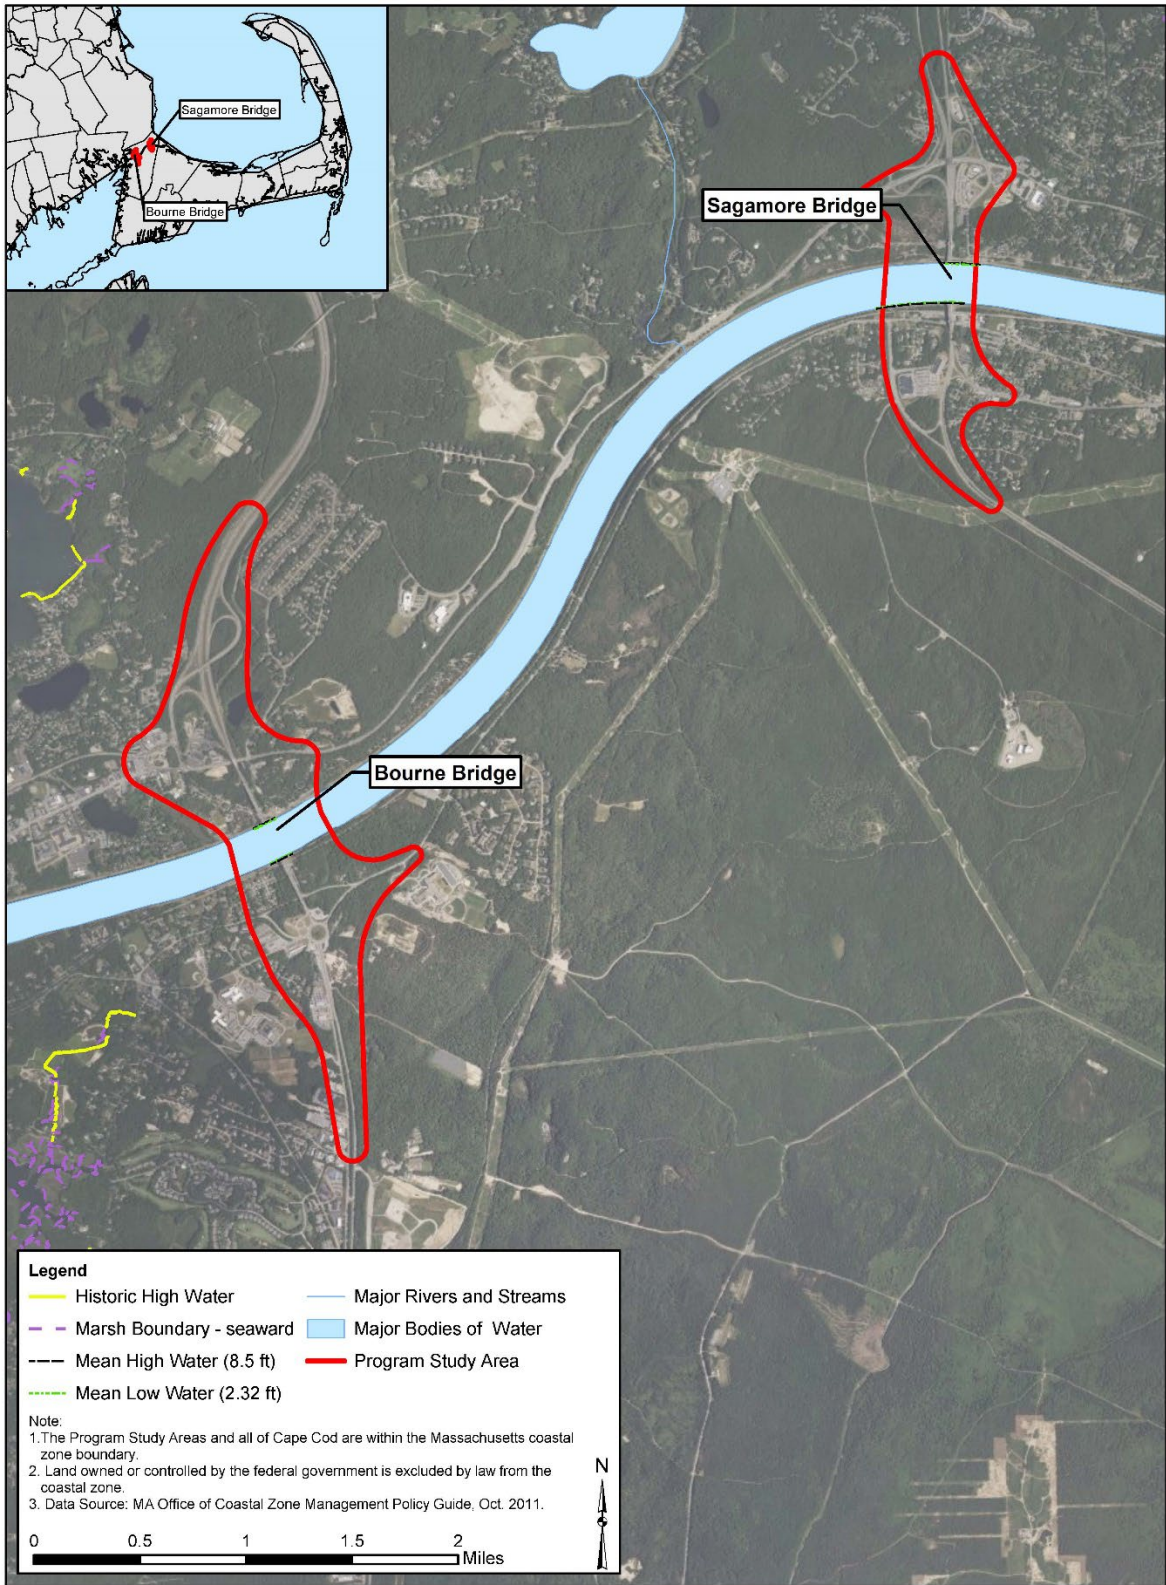 Sagamore Bridge
Bourne Bridge
Sagamore Bridge
Bourne Bridge
Legend
Historic High Water
Marsh Boundary - seaward
Mean High Water (8.5 ft)
Mean Low Water (2.32 ft)
Major Rivers and Streams
Major Bodies of Water
Program Study Area
Note:
1.The Program Study Areas and all of Cape Cod are within the Massachusetts coastal
zone boundary.
2. Land owned or controlled by the federal government is excluded by law from the
coastal zone.
3. Data Source: MA Office of Coastal Zone Management Policy Guide, Oct. 2011.
N
0 0.5 1 1.5 2
Miles